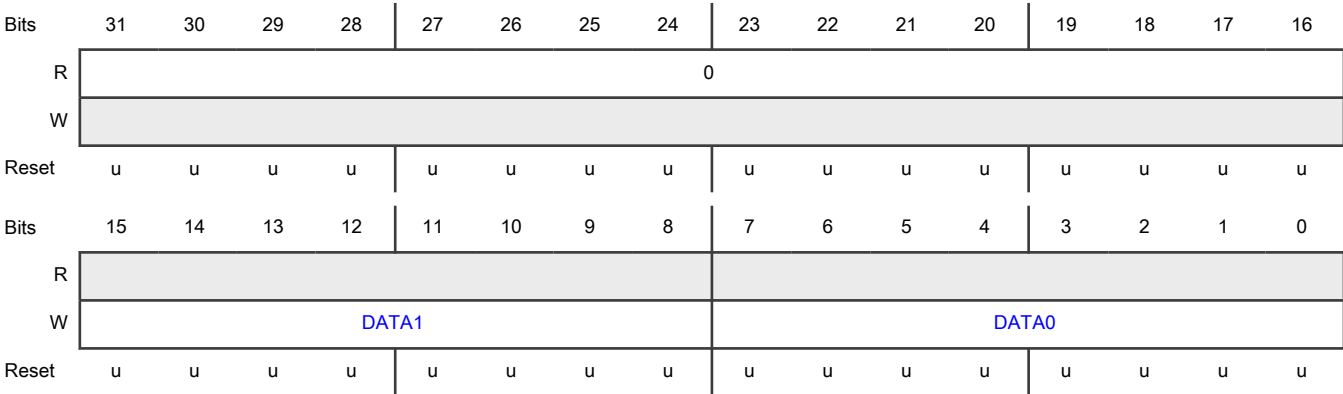 Bits 31 30 29 28 27 26 25 24 23 22 21 20 19 18 17 16
R 0
W
Reset u u u u u u u u u u u u u u u u
Bits 15 14 13 12 11 10 9 8 7 6 5 4 3 2 1 0
R
W DATA1 DATA0
Reset u u u u u u u u u u u u u u u u